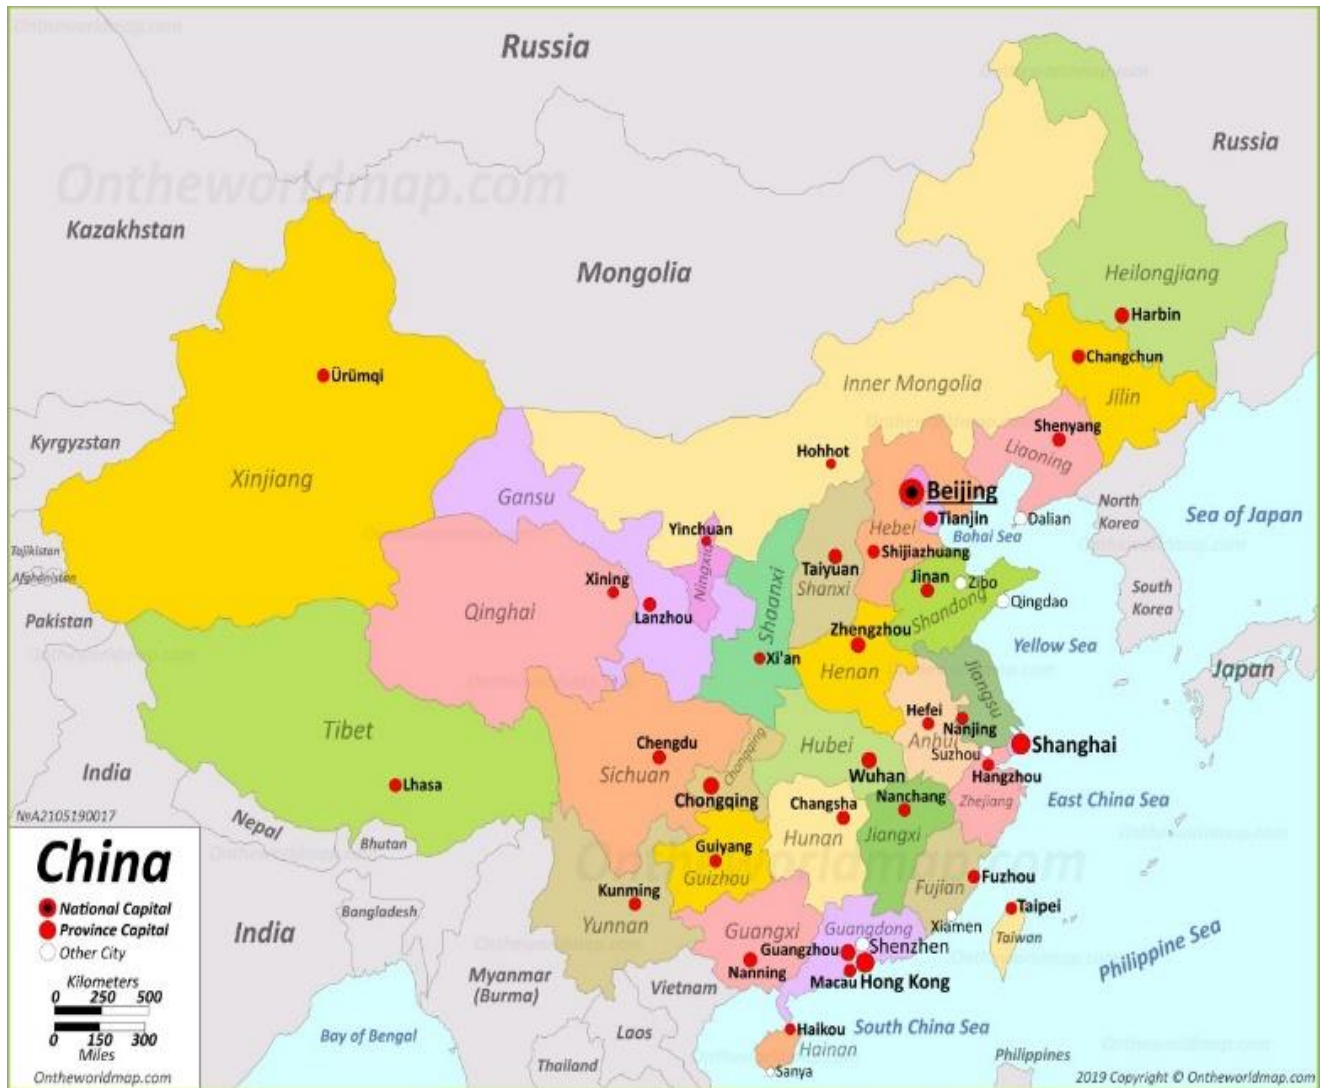 Ontheworldmap.com
Russia
Russia
Ontheworldmap.com
Kazakhstan
Mongolia
Heilongjiang
Harbin
Changchun
Ürümqi
Inner Mongolia
Jilin
Shenyang
Kyrgyzstan
Hohhot
Liaoning
Xinjiang
Gansu
Beijing
North
Korea
Sea of Japan
Dalian
Tianjin
Hebei
Yinchuan
Bohai Sea
Tajikistan
Shijiazhuang
Afghanistan
Taiyuan
Ningxia
Xining
Jinan
Zibo
Shanxi
South
Korea
Qingdao
Qinghai
Lanzhou
Shaanxi
Shandong
Pakistan
Zhengzhou
Yellow Sea
Xi'an
Henan
Japan
Jiangsu
Hefei
Tibet
Nanjing
Anhui
Chengdu
Chongqing
Hubei
Shanghai
Suzhou
India
Sichuan
Wuhan
Hangzhou
Lhasa
Chongqing
Changsha
Nanchang
Zhejiang
East China Sea
№A2105190017
Nepal
Hunan
Jiangxi
Bhutan
Guiyang
Ontheworldmap.com
Guizhou
Fujian
Fuzhou
China
Kunming
National Capital
Bangladesh
Taipei
Province Capital
India
Yunnan
Guangxi
Guangdong
Xiamen
Taiwan
Other City
Guangzhou
Shenzhen
Philippine Sea
Myanmar
(Burma)
Nanning
Macau
Hong Kong
Kilometers
0 250 500
Vietnam
0 150 300
Miles
Bay of Bengal
Laos
Haikou
South China Sea
Hainan
Thailand
Sanya
Philippines
Ontheworldmap.com
2019 Copyright © Ontheworldmap.com